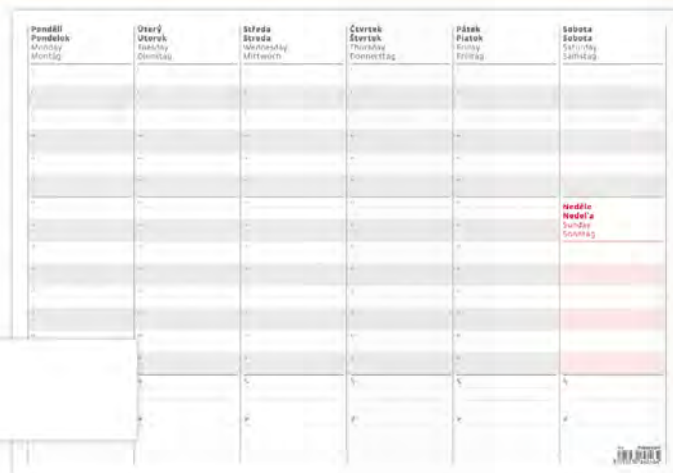 Pondělí
Pondelok
Monday
Montag
Úterý
Utorok
Tuesday
Dienstag
Středa
Streda
Wednesday
Mittwoch
Čtvrtek
Štvrtok
Thursday
Donnerstag
Pátek
Piatok
Friday
Freitag
Sobota
Sobota
Saturday
Samstag
Neděle
Nedeľa
Sunday
Sonntag